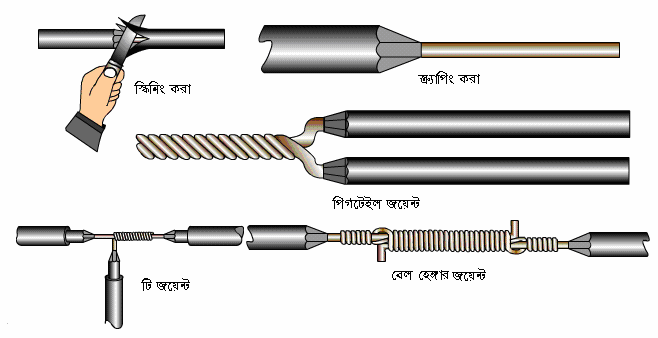 স্কিনিং করা
স্ক্র্যাপিং করা
পিগটেইল জয়েন্ট
টি জয়েন্ট
বেল হেঙ্গার জয়েন্ট